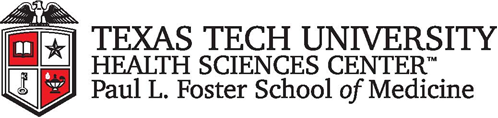 TEXAS TECH UNIVERSITY
HEALTH SCIENCES CENTER™
Paul L. Foster School of Medicine